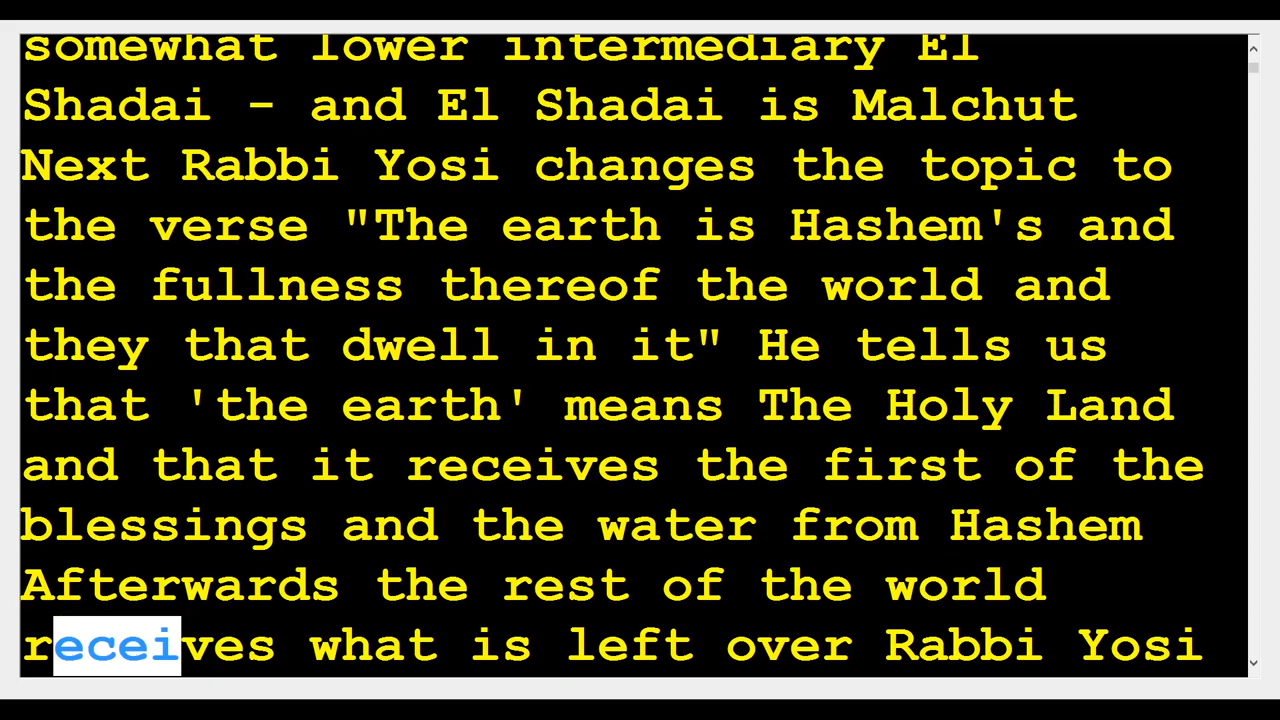 somewhat lower intermediary El
Shadai - and El Shadai is Malchut
Next Rabbi Yosi changes the topic to
the verse "The earth is Hashem's and
the fullness thereof the world and
they that dwell in it" He tells us
that 'the earth' means The Holy Land
and that it receives the first of the
blessings and the water from Hashem
Afterwards the rest of the world
receives what is left over Rabbi Yosi